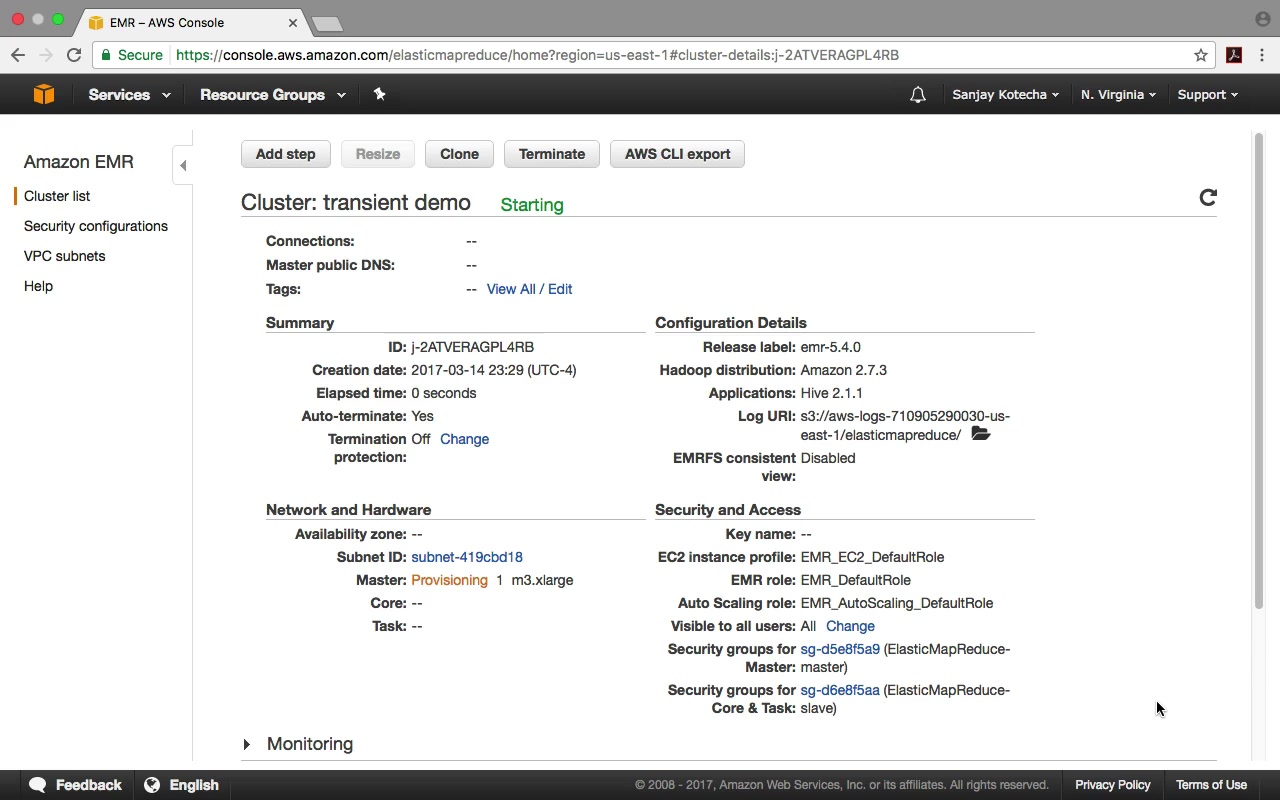 EMR – AWS Console
Secure https://console.aws.amazon.com/elasticmapreduce/home?region=us-east-1#cluster-details:j-2ATVERAGPL4RB
Services Resource Groups Sanjay Kotecha N. Virginia Support
Amazon EMR
Cluster list
Security configurations
VPC subnets
Help
Add step Resize Clone Terminate AWS CLI export
Cluster: transient demo Starting
Connections: --
Master public DNS: --
Tags: -- View All / Edit
Summary
ID: j-2ATVERAGPL4RB
Creation date: 2017-03-14 23:29 (UTC-4)
Elapsed time: 0 seconds
Auto-terminate: Yes
Termination Off Change
protection:
Configuration Details
Release label: emr-5.4.0
Hadoop distribution: Amazon 2.7.3
Applications: Hive 2.1.1
Log URI: s3://aws-logs-710905290030-us-
east-1/elasticmapreduce/
EMRFS consistent Disabled
view:
Network and Hardware
Availability zone: --
Subnet ID: subnet-419cbd18
Master: Provisioning 1 m3.xlarge
Core: --
Task: --
Security and Access
Key name: --
EC2 instance profile: EMR_EC2_DefaultRole
EMR role: EMR_DefaultRole
Auto Scaling role: EMR_AutoScaling_DefaultRole
Visible to all users: All Change
Security groups for sg-d5e8f5a9 (ElasticMapReduce-
Master: master)
Security groups for sg-d6e8f5aa (ElasticMapReduce-
Core & Task: slave)
Monitoring
Feedback English © 2008 - 2017, Amazon Web Services, Inc. or its affiliates. All rights reserved. Privacy Policy Terms of Use